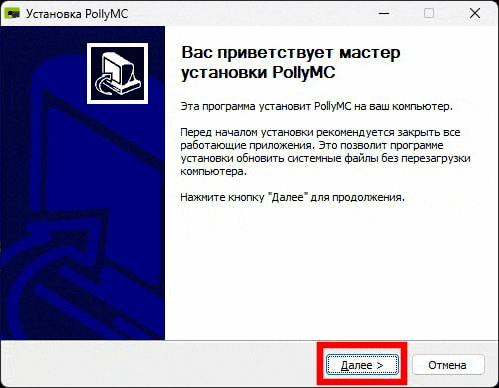 Установка PollyMC
Вас приветствует мастер
установки PollyMC
Эта программа установит PollyMC на ваш компьютер.
Перед началом установки рекомендуется закрыть все
работающие приложения. Это позволит программе
установки обновить системные файлы без перезагрузки
компьютера.
Нажмите кнопку "Далее" для продолжения.
Далее >
Отмена